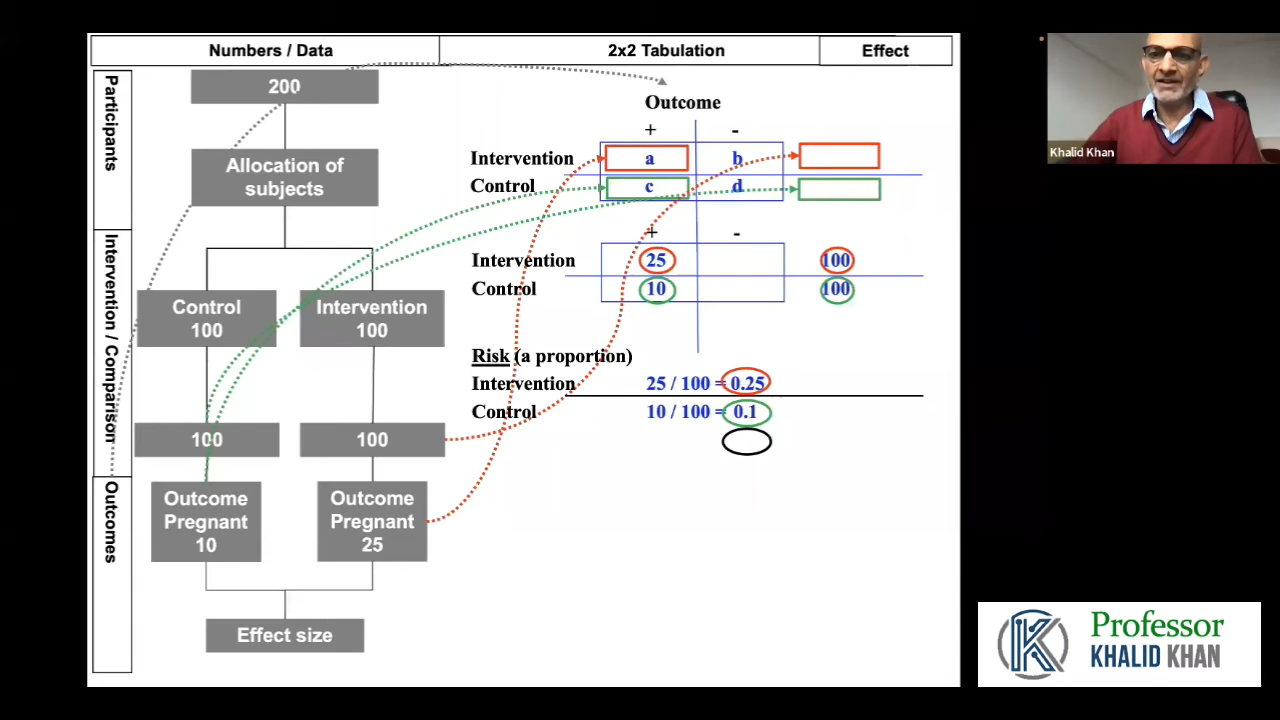 Numbers / Data
2x2 Tabulation
Effect
Participants
Intervention / Comparison
Outcomes
200
Allocation of
subjects
Control
100
Intervention
100
100
100
Outcome
Pregnant
10
Outcome
Pregnant
25
Effect size
Outcome
+ -
Intervention a b
Control c d
+ -
Intervention 25 100
Control 10 100
Risk (a proportion)
Intervention 25 / 100 = 0.25
Control 10 / 100 = 0.1
Khalid Khan
K
Professor
KHALID KHAN